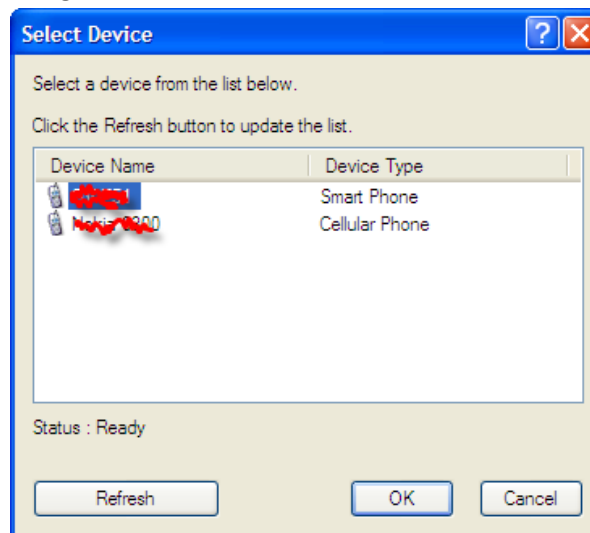 Select Device
Select a device from the list below.
Click the Refresh button to update the list.
Device Name Device Type
Smart Phone
Cellular Phone
Status : Ready
Refresh OK Cancel